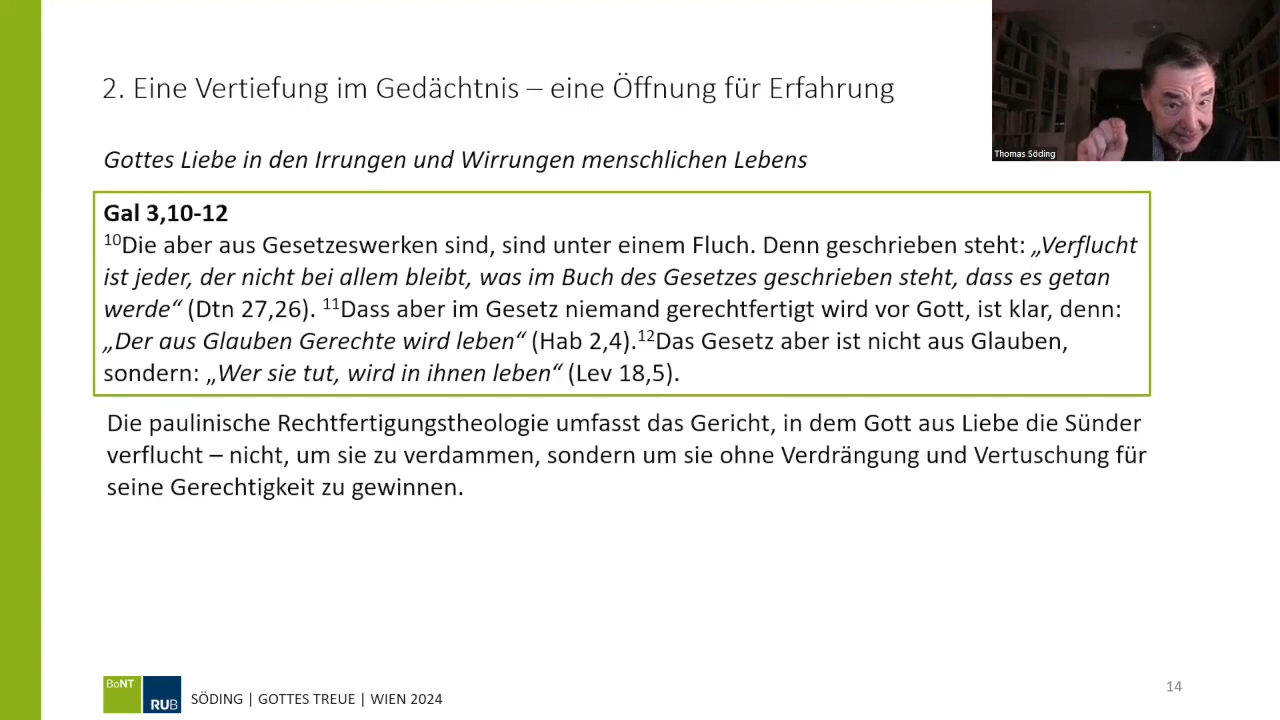 2. Eine Vertiefung im Gedächtnis – eine Öffnung für Erfahrung
Thomas Söding
Gottes Liebe in den Irrungen und Wirrungen menschlichen Lebens
Gal 3,10-12
¹⁰Die aber aus Gesetzeswerken sind, sind unter einem Fluch. Denn geschrieben steht: „Verflucht
ist jeder, der nicht bei allem bleibt, was im Buch des Gesetzes geschrieben steht, dass es getan
werde“ (Dtn 27,26). ¹¹Dass aber im Gesetz niemand gerechtfertigt wird vor Gott, ist klar, denn:
„Der aus Glauben Gerechte wird leben“ (Hab 2,4).¹²Das Gesetz aber ist nicht aus Glauben,
sondern: „Wer sie tut, wird in ihnen leben“ (Lev 18,5).
Die paulinische Rechtfertigungstheologie umfasst das Gericht, in dem Gott aus Liebe die Sünder
verflucht – nicht, um sie zu verdammen, sondern um sie ohne Verdrängung und Vertuschung für
seine Gerechtigkeit zu gewinnen.
BoNT
RUB
SÖDING | GOTTES TREUE | WIEN 2024
14